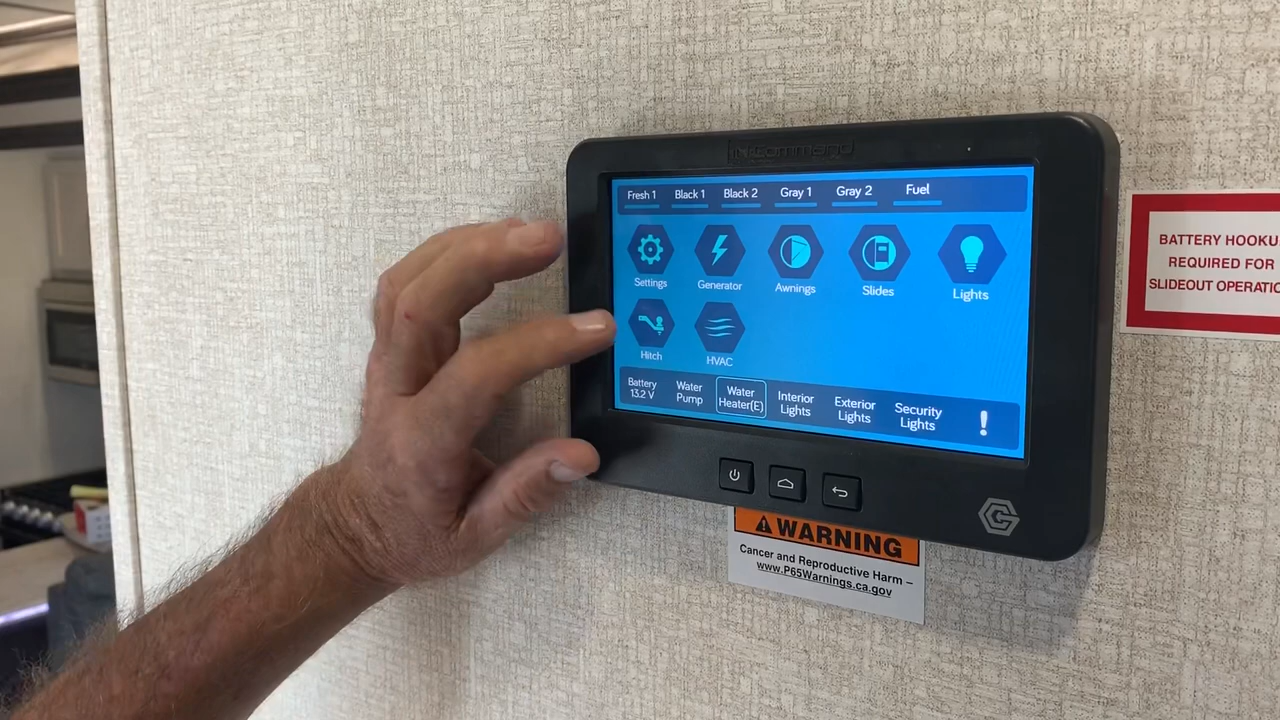 IN·command
Fresh 1 Black 1 Black 2 Gray 1 Gray 2 Fuel
Settings Generator Awnings Slides Lights
Hitch HVAC
Battery
13.2 V
Water
Pump
Water
Heater(E)
Interior
Lights
Exterior
Lights
Security
Lights
!
WARNING
Cancer and Reproductive Harm –
www.P65Warnings.ca.gov
BATTERY HOOKU
REQUIRED FOR
SLIDEOUT OPERATIO